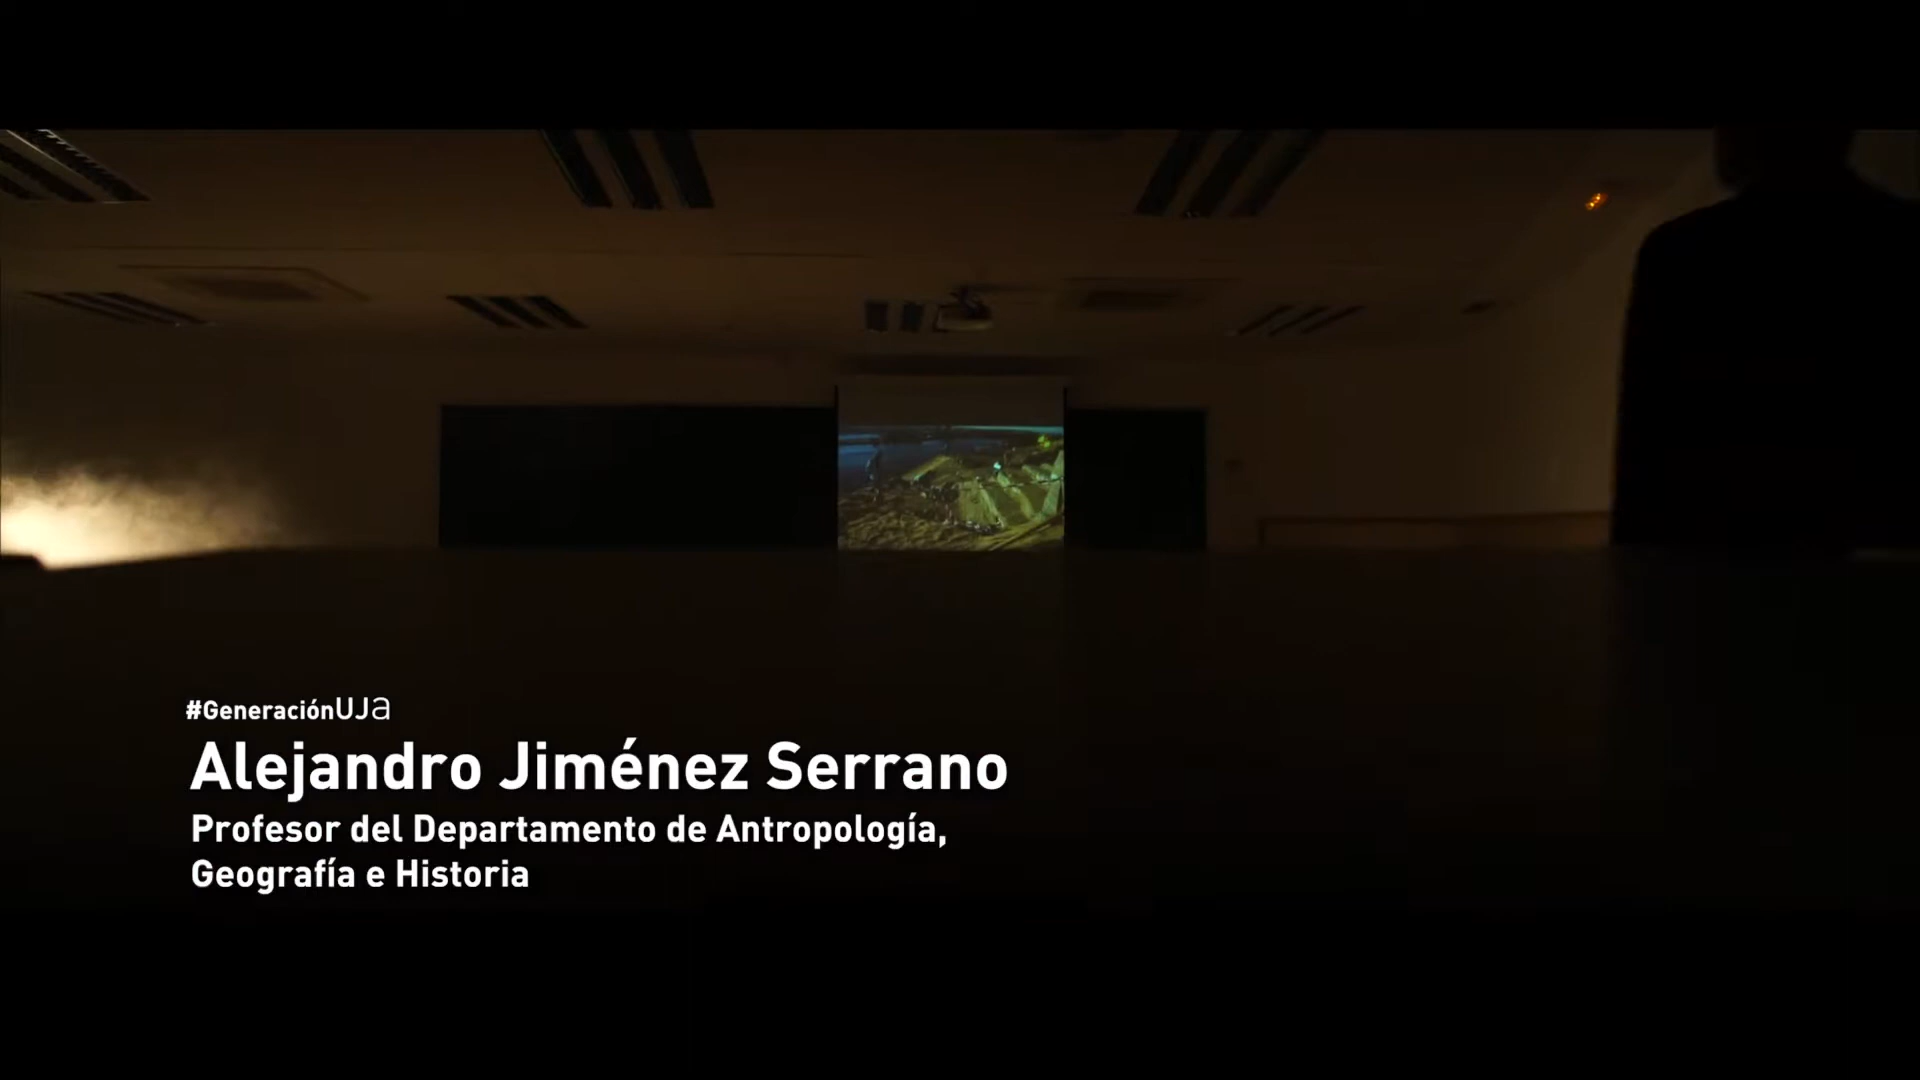 #GeneraciónUJa
Alejandro Jiménez Serrano
Profesor del Departamento de Antropología,
Geografía e Historia